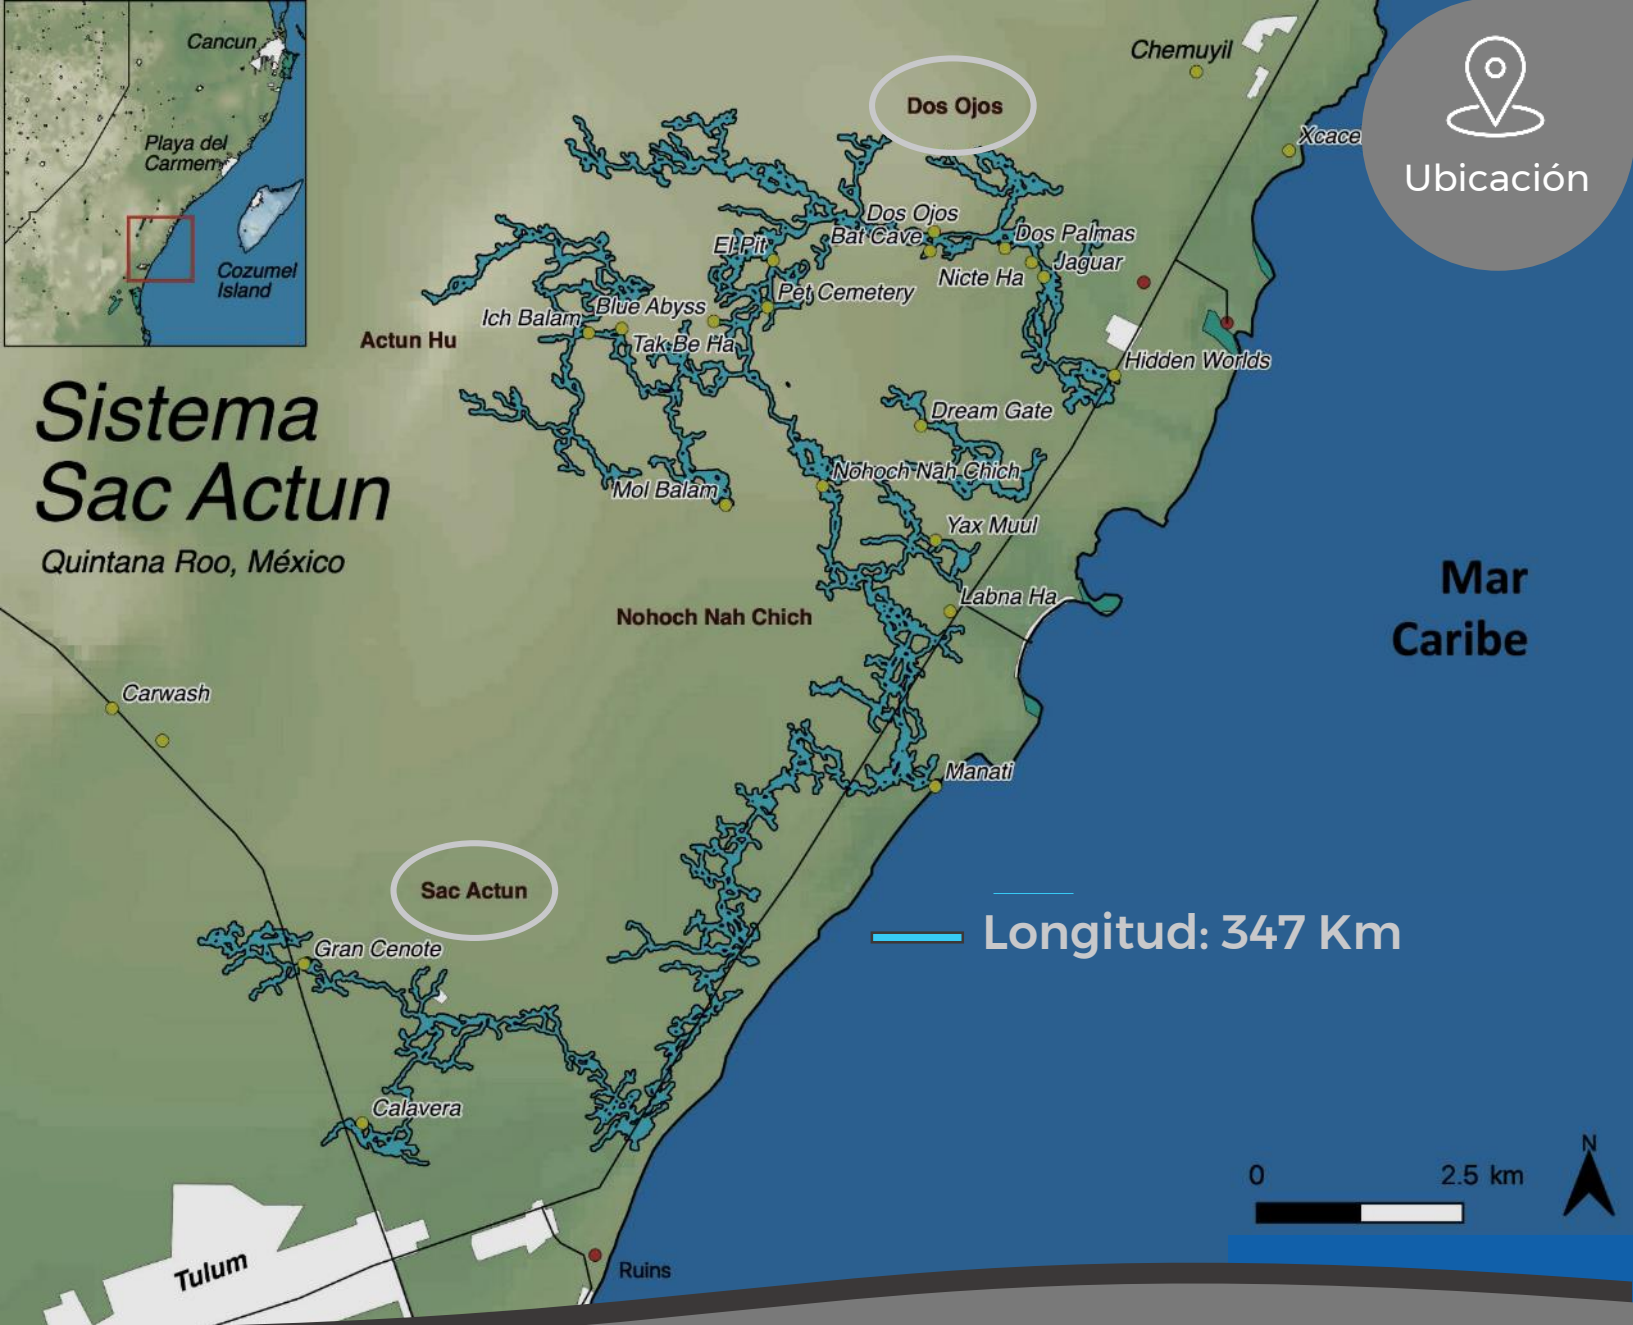 Cancun
Playa del
Carmen
Cozumel
Island
Chemuyil
Dos Ojos
Ubicación
Dos Ojos
Bat Cave
Dos Palmas
El Pit
Jaguar
Nicte Ha
Pet Cemetery
Blue Abyss
Ich Balam
Actun Hu
Tak Be Ha
Hidden Worlds
Sistema
Sac Actun
Quintana Roo, México
Dream Gate
Nohoch Nah Chich
Mol Balam
Yax Muul
Mar
Caribe
Labna Ha
Nohoch Nah Chich
Carwash
Manati
Sac Actun
Longitud: 347 Km
Gran Cenote
Calavera
N
0 2.5 km
Tulum
Ruins